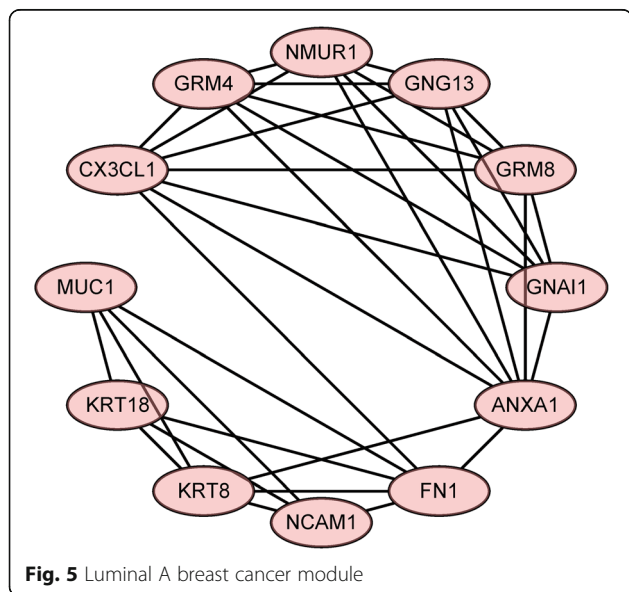 NMUR1
GRM4
GNG13
CX3CL1
GRM8
MUC1
GNAI1
KRT18
ANXA1
KRT8
FN1
NCAM1
Fig. 5 Luminal A breast cancer module